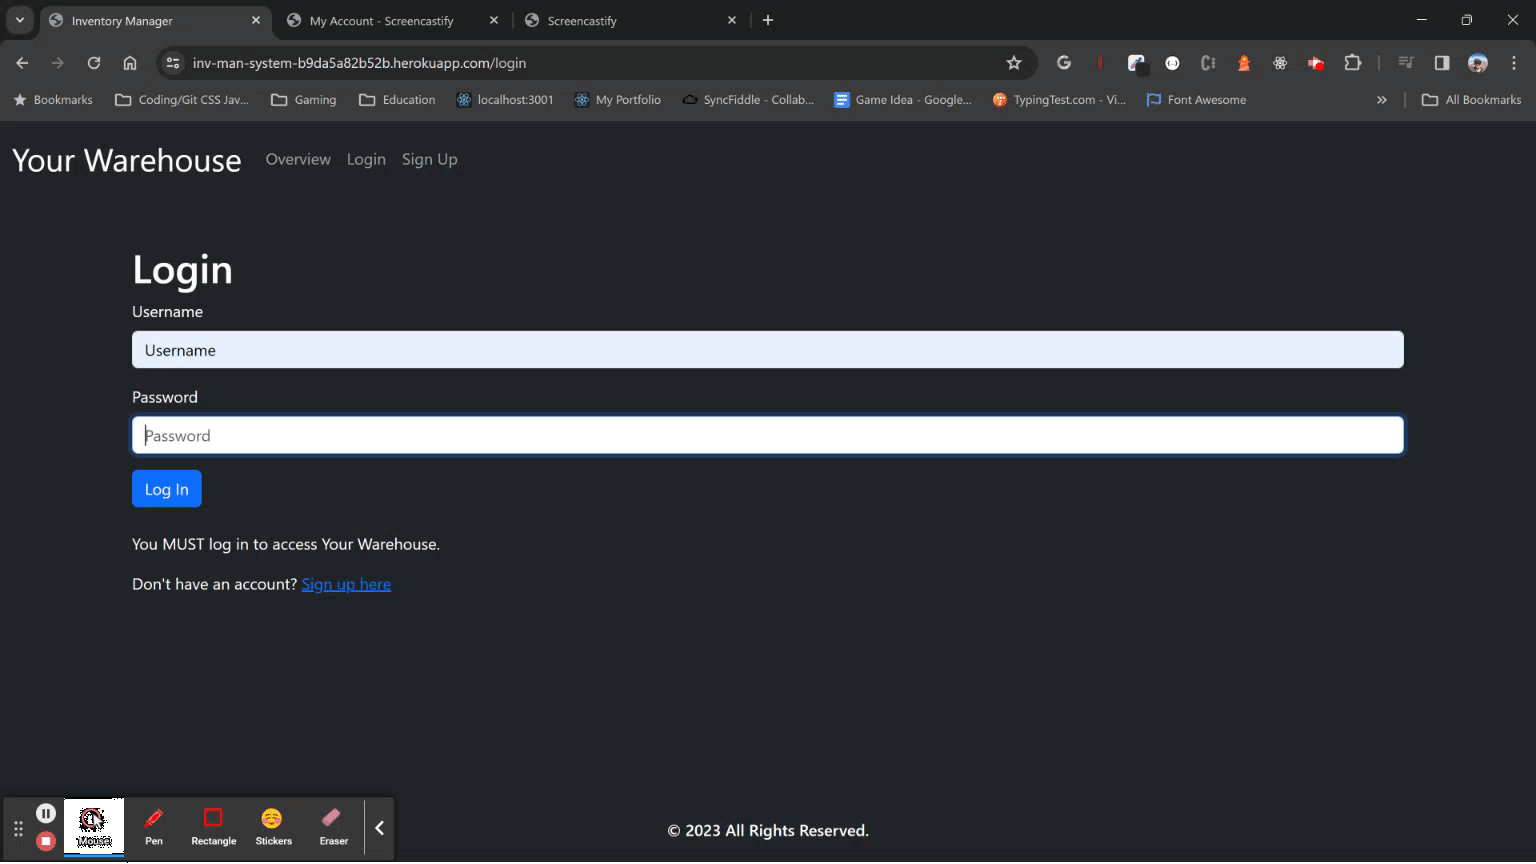 Inventory Manager
My Account - Screencastify
Screencastify
inv-man-system-b9da5a82b52b.herokuapp.com/login
Bookmarks
Coding/Git CSS Jav...
Gaming
Education
localhost:3001
My Portfolio
SyncFiddle - Collab...
Game Idea - Google...
TypingTest.com - Vi...
Font Awesome
All Bookmarks
Your Warehouse
Overview
Login
Sign Up
Login
Username
Username
Password
Password
Log In
You MUST log in to access Your Warehouse.
Don't have an account? Sign up here
Mouse
Pen
Rectangle
Stickers
Eraser
© 2023 All Rights Reserved.